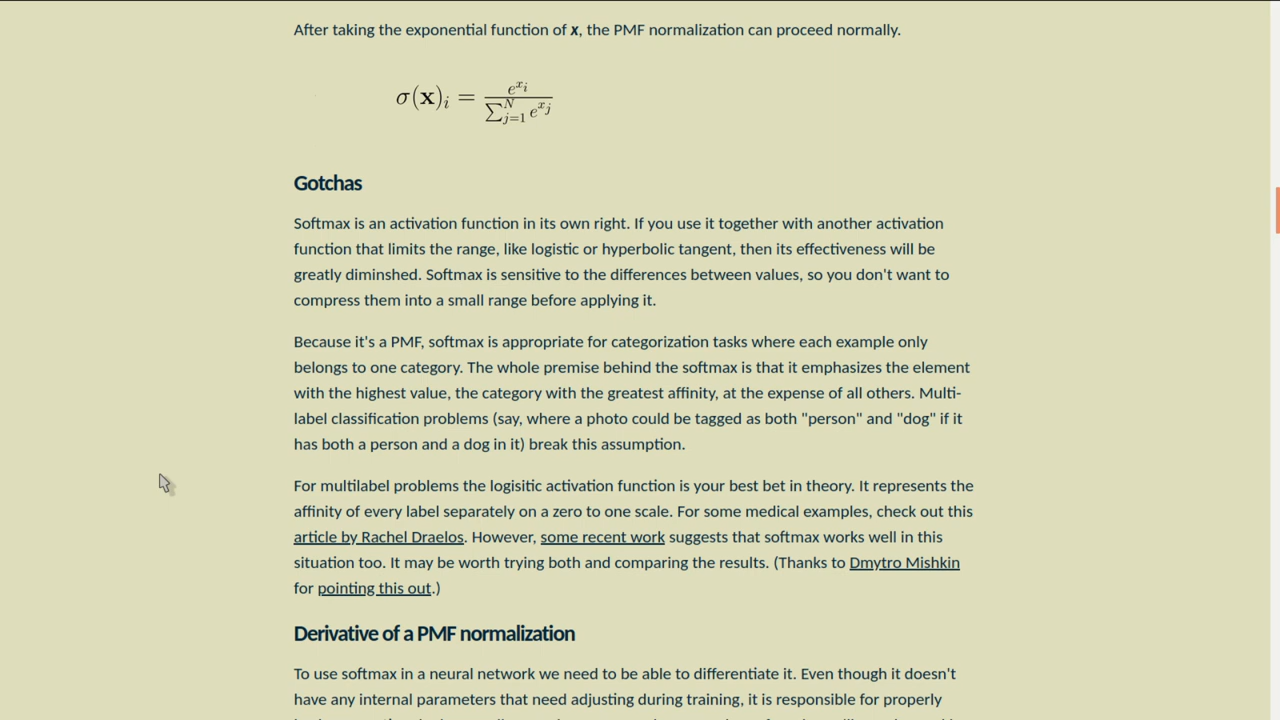 After taking the exponential function of x, the PMF normalization can proceed normally.
σ(x)i = e^xi / ∑_{j=1}^N e^xj
Gotchas
Softmax is an activation function in its own right. If you use it together with another activation
function that limits the range, like logistic or hyperbolic tangent, then its effectiveness will be
greatly diminshed. Softmax is sensitive to the differences between values, so you don't want to
compress them into a small range before applying it.
Because it's a PMF, softmax is appropriate for categorization tasks where each example only
belongs to one category. The whole premise behind the softmax is that it emphasizes the element
with the highest value, the category with the greatest affinity, at the expense of all others. Multi-
label classification problems (say, where a photo could be tagged as both "person" and "dog" if it
has both a person and a dog in it) break this assumption.
For multilabel problems the logisitic activation function is your best bet in theory. It represents the
affinity of every label separately on a zero to one scale. For some medical examples, check out this
article by Rachel Draelos. However, some recent work suggests that softmax works well in this
situation too. It may be worth trying both and comparing the results. (Thanks to Dmytro Mishkin
for pointing this out.)
Derivative of a PMF normalization
To use softmax in a neural network we need to be able to differentiate it. Even though it doesn't
have any internal parameters that need adjusting during training, it is responsible for properly